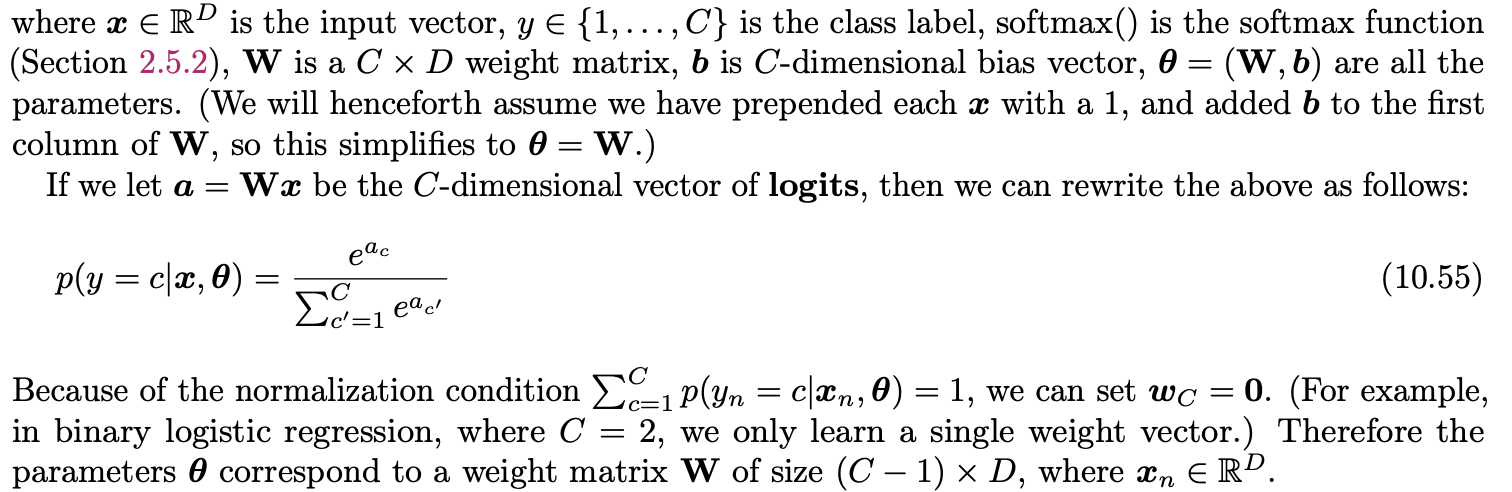 where x ∈ ℝ^D is the input vector, y ∈ {1, . . . , C} is the class label, softmax() is the softmax function
(Section 2.5.2), W is a C × D weight matrix, b is C-dimensional bias vector, θ = (W, b) are all the
parameters. (We will henceforth assume we have prepended each x with a 1, and added b to the first
column of W, so this simplifies to θ = W.)
If we let a = Wx be the C-dimensional vector of logits, then we can rewrite the above as follows:
p(y = c|x, θ) = e^{a_c} / ∑_{c'=1}^{C} e^{a_{c'}} (10.55)
Because of the normalization condition ∑_{c=1}^{C} p(y_n = c|x_n, θ) = 1, we can set w_C = 0. (For example,
in binary logistic regression, where C = 2, we only learn a single weight vector.) Therefore the
parameters θ correspond to a weight matrix W of size (C − 1) × D, where x_n ∈ ℝ^D.